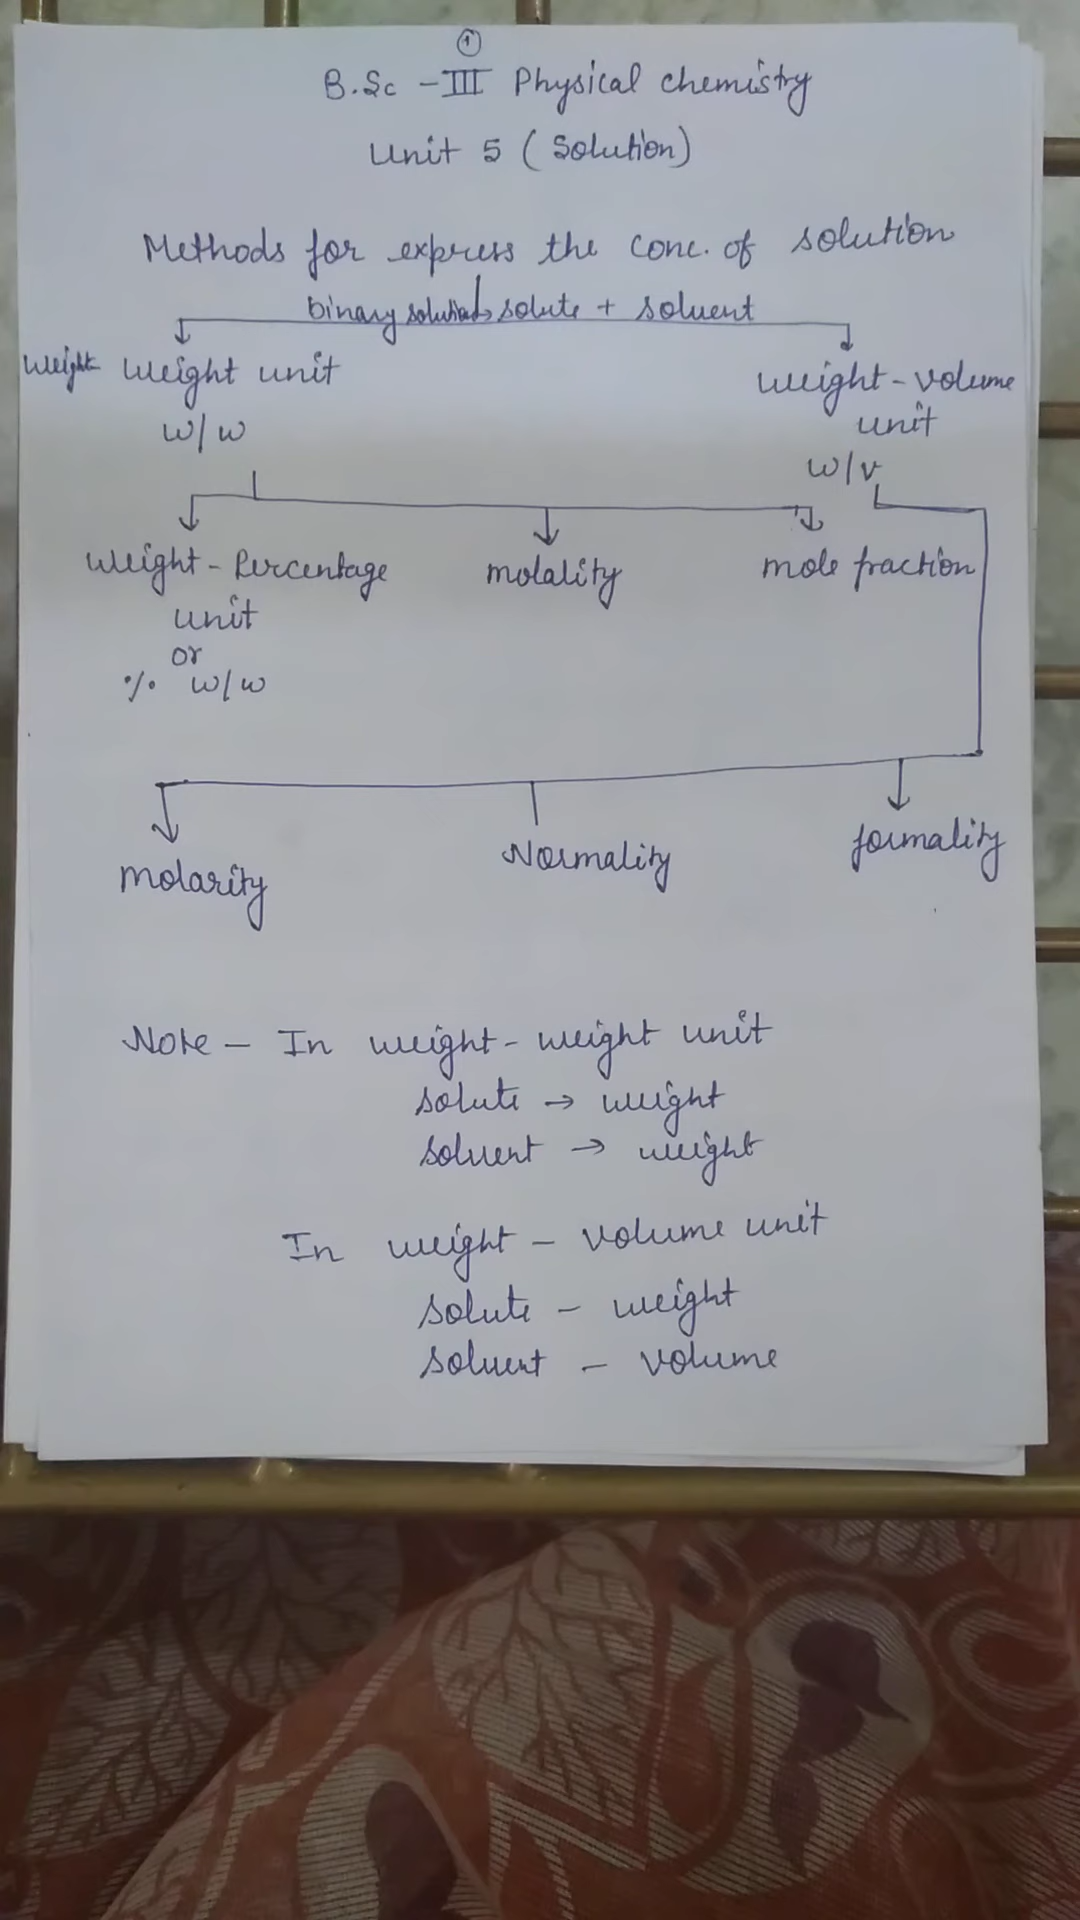 1
B.Sc - III Physical chemistry
Unit 5 (Solution)
Methods for express the conc. of solution
binary solution → solute + solvent
Weight Weight unit
w/w
weight - volume
unit
w/v
weight - Percentage
unit
or
% w/w
molality
mole fraction
molarity
Normality
formality
Note - In weight - weight unit
solute → weight
solvent → weight
In weight - volume unit
solute - weight
solvent - volume